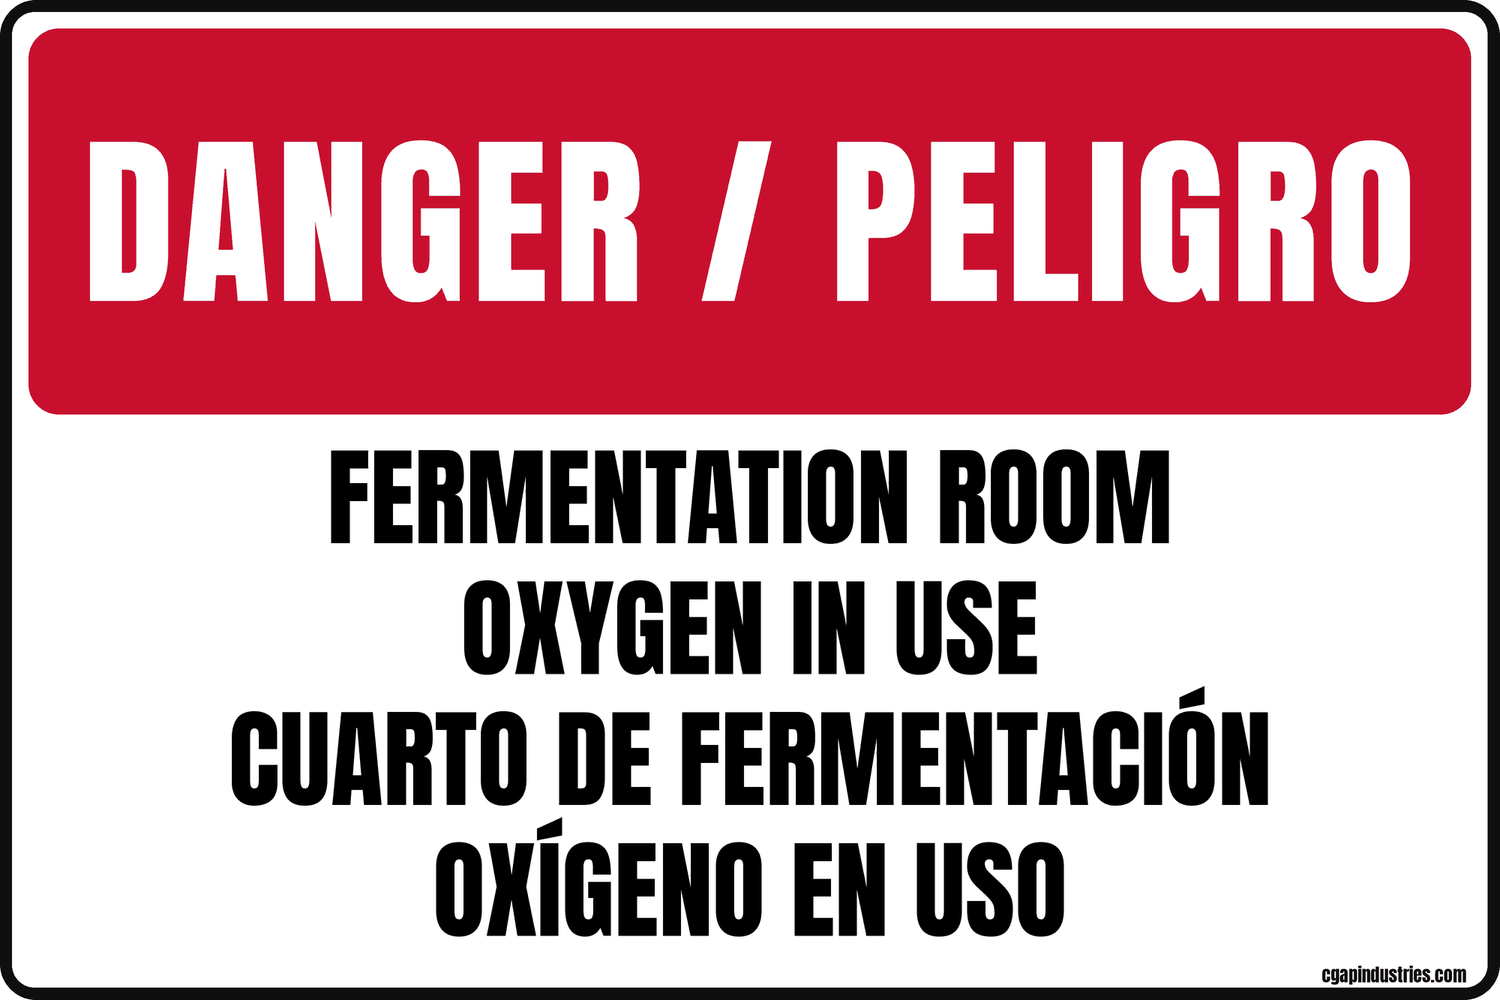 DANGER / PELIGRO
FERMENTATION ROOM
OXYGEN IN USE
CUARTO DE FERMENTACIÓN
OXÍGENO EN USO
cgapindustries.com